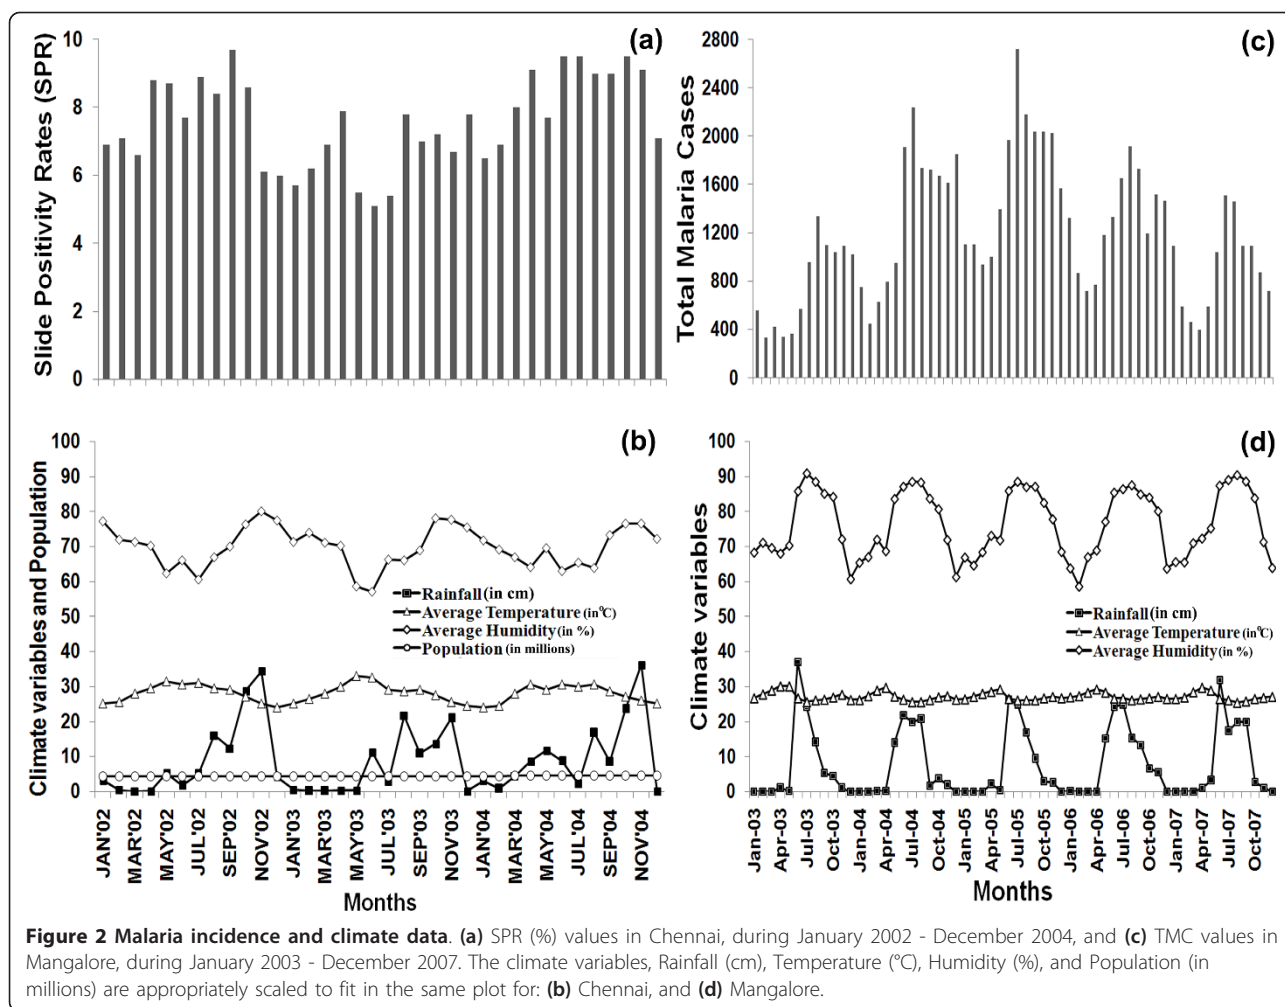 (a)
Slide Positivity Rates (SPR)
10
8
6
4
2
0
(c)
Total Malaria Cases
2800
2400
2000
1600
1200
800
400
0
(b)
Climate variables and Population
100
90
80
70
60
50
40
30
20
10
0
Rainfall (in cm)
Average Temperature (in⁰C)
Average Humidity (in %)
Population (in millions)
JAN'02
MAR'02
MAY'02
JUL'02
SEP'02
NOV'02
JAN'03
MAR'03
MAY'03
JUL'03
SEP'03
NOV'03
JAN'04
MAR'04
MAY'04
JUL'04
SEP'04
NOV'04
Months
(d)
Climate variables
100
90
80
70
60
50
40
30
20
10
0
Rainfall (in cm)
Average Temperature (in⁰C)
Average Humidity (in %)
Jan-03
Apr-03
Jul-03
Oct-03
Jan-04
Apr-04
Jul-04
Oct-04
Jan-05
Apr-05
Jul-05
Oct-05
Jan-06
Apr-06
Jul-06
Oct-06
Jan-07
Apr-07
Jul-07
Oct-07
Months
Figure 2 Malaria incidence and climate data. (a) SPR (%) values in Chennai, during January 2002 - December 2004, and (c) TMC values in
Mangalore, during January 2003 - December 2007. The climate variables, Rainfall (cm), Temperature (°C), Humidity (%), and Population (in
millions) are appropriately scaled to fit in the same plot for: (b) Chennai, and (d) Mangalore.